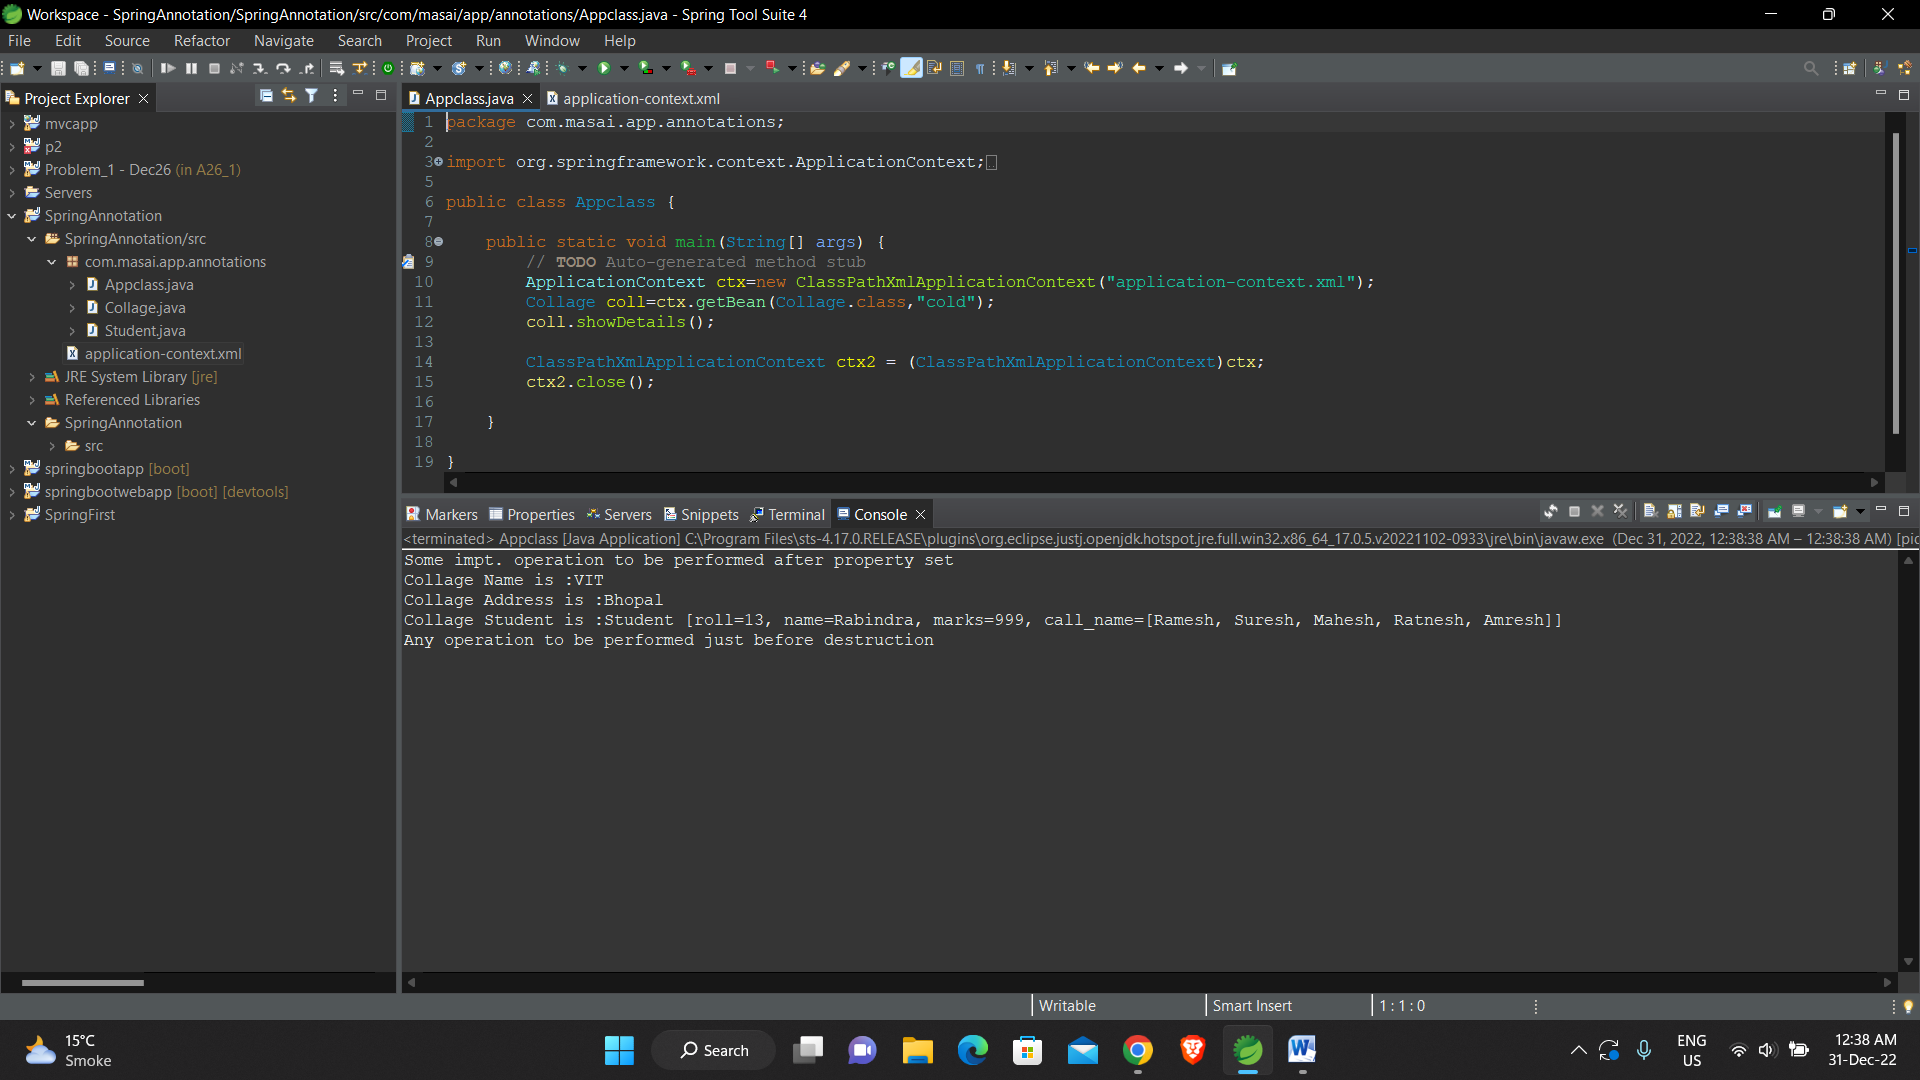 Workspace - SpringAnnotation/SpringAnnotation/src/com/masai/app/annotations/Appclass.java - Spring Tool Suite 4
File Edit Source Refactor Navigate Search Project Run Window Help
Project Explorer
mvcapp
p2
Problem_1 - Dec26 (in A26_1)
Servers
SpringAnnotation
SpringAnnotation/src
com.masai.app.annotations
Appclass.java
Collage.java
Student.java
application-context.xml
JRE System Library [jre]
Referenced Libraries
SpringAnnotation
src
springbootapp [boot]
springbootwebapp [boot] [devtools]
SpringFirst
Appclass.java application-context.xml
1 package com.masai.app.annotations;
2
3 import org.springframework.context.ApplicationContext;
5
6 public class Appclass {
7
8 public static void main(String[] args) {
9 // TODO Auto-generated method stub
10 ApplicationContext ctx=new ClassPathXmlApplicationContext("application-context.xml");
11 Collage coll=ctx.getBean(Collage.class,"cold");
12 coll.showDetails();
13
14 ClassPathXmlApplicationContext ctx2 = (ClassPathXmlApplicationContext)ctx;
15 ctx2.close();
16
17 }
18
19 }
Markers Properties Servers Snippets Terminal Console
<terminated> Appclass [Java Application] C:\Program Files\sts-4.17.0.RELEASE\plugins\org.eclipse.justj.openjdk.hotspot.jre.full.win32.x86_64_17.0.5.v20221102-0933\jre\bin\javaw.exe (Dec 31, 2022, 12:38:38 AM – 12:38:38 AM) [pic
Some impt. operation to be performed after property set
Collage Name is :VIT
Collage Address is :Bhopal
Collage Student is :Student [roll=13, name=Rabindra, marks=999, call_name=[Ramesh, Suresh, Mahesh, Ratnesh, Amresh]]
Any operation to be performed just before destruction
Writable Smart Insert 1 : 1 : 0
15°C
Smoke
Search
ENG
US
12:38 AM
31-Dec-22